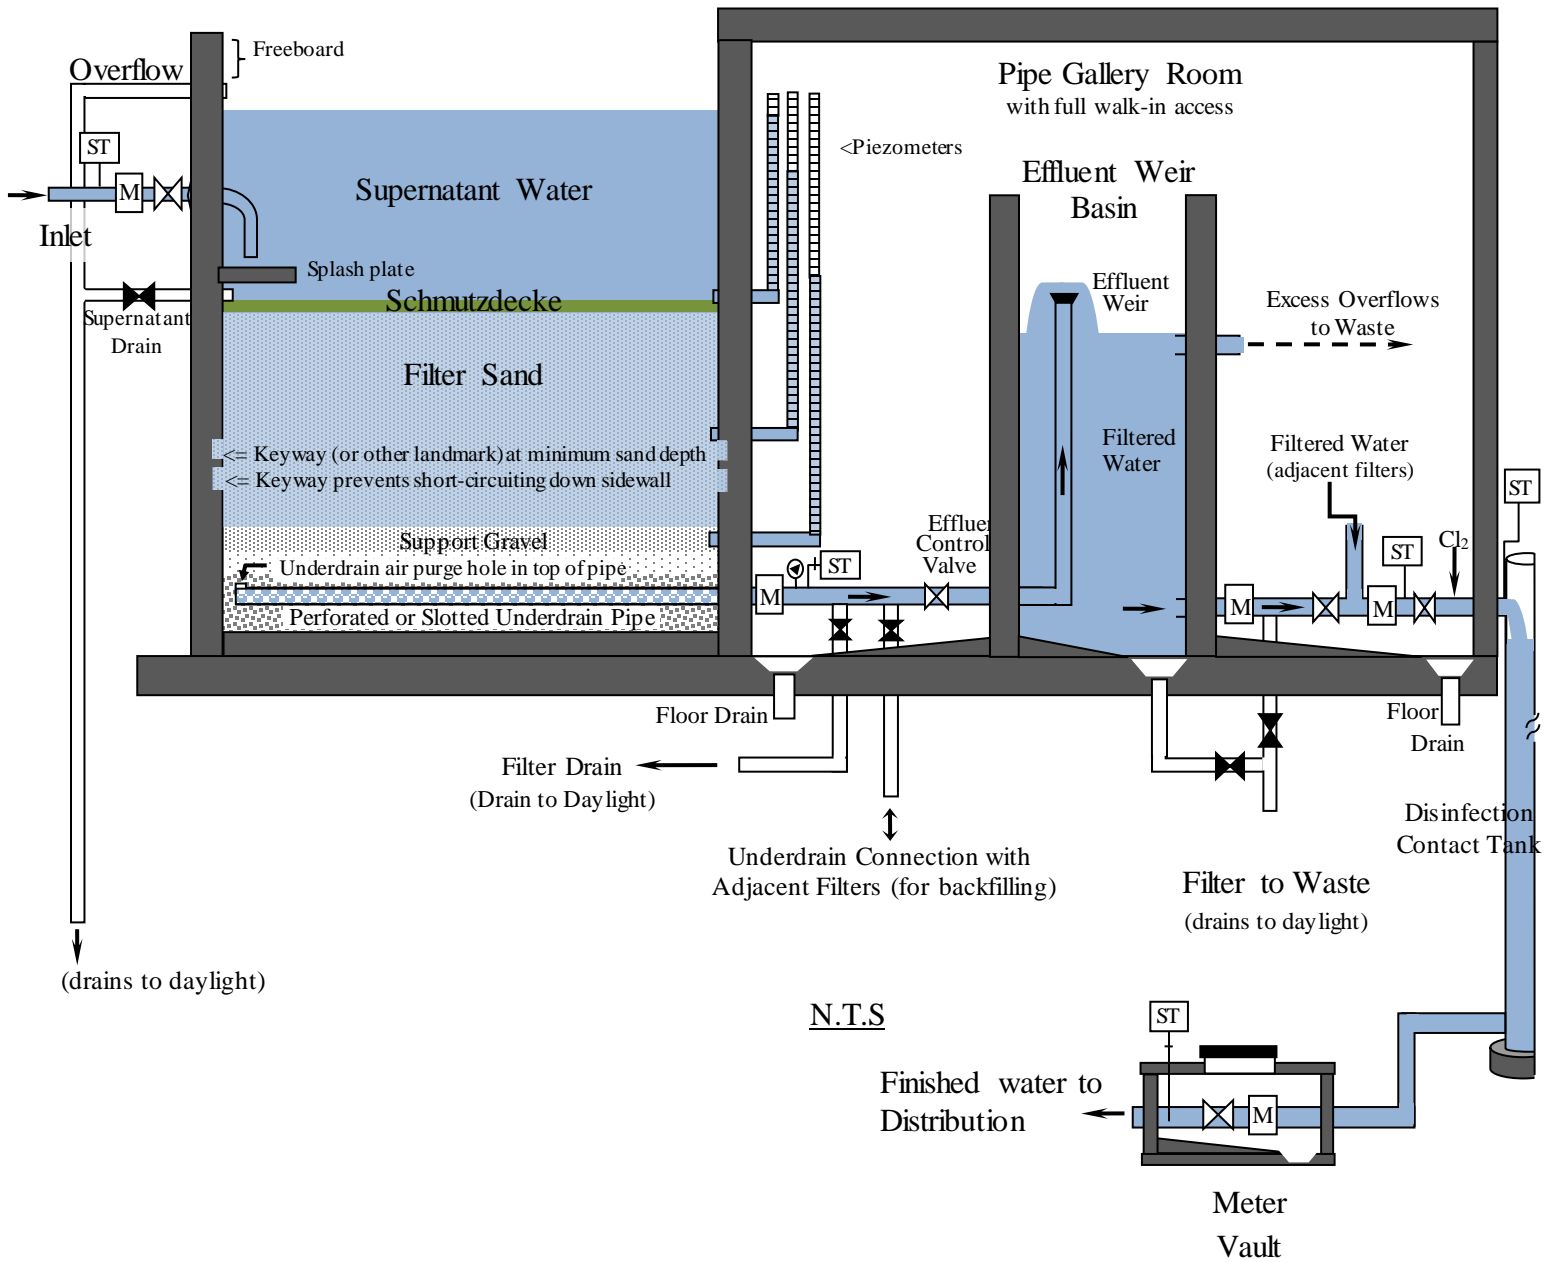 Freeboard
Overflow
Pipe Gallery Room
with full walk-in access
ST
<Piezometers
M
Supernatant Water
Effluent Weir
Basin
Inlet
Splash plate
Effluent
Weir
Schmutzdecke
Excess Overflows
to Waste
Supernatant
Drain
Filter Sand
Filtered
Water
Filtered Water
(adjacent filters)
<= Keyway (or other landmark) at minimum sand depth
<= Keyway prevents short-circuiting down sidewall
ST
Effluen
Control
Valve
Support Gravel
Cl2
ST
Underdrain air purge hole in top of pipe
ST
M
M
M
Perforated or Slotted Underdrain Pipe
Floor Drain
Floor
Drain
Filter Drain
(Drain to Daylight)
Disinfection
Contact Tank
Underdrain Connection with
Adjacent Filters (for backfilling)
Filter to Waste
(drains to daylight)
(drains to daylight)
N.T.S
ST
Finished water to
Distribution
M
Meter
Vault